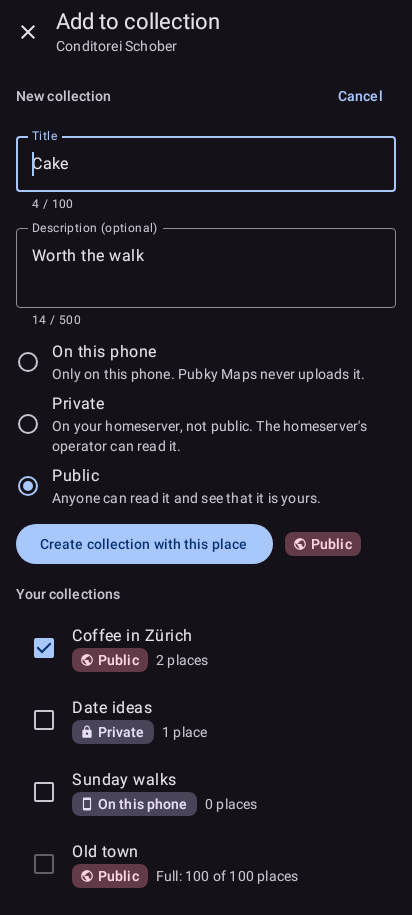 Add to collection
Conditorei Schober
New collection
Cancel
Title
Cake
4 / 100
Description (optional)
Worth the walk
14 / 500
On this phone
Only on this phone. Pubky Maps never uploads it.
Private
On your homeserver, not public. The homeserver's
operator can read it.
Public
Anyone can read it and see that it is yours.
Create collection with this place
Public
Your collections
Coffee in Zürich
Public 2 places
Date ideas
Private 1 place
Sunday walks
On this phone 0 places
Old town
Public Full: 100 of 100 places